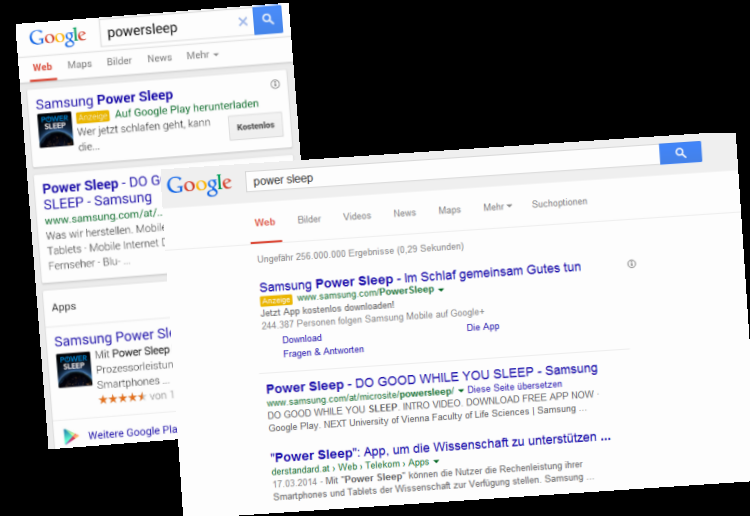 Google powersleep
Web Maps Bilder News Mehr
Samsung Power Sleep
Anzeige Auf Google Play herunterladen
POWER SLEEP
Wer jetzt schlafen geht, kann
die...
Kostenlos
Power Sleep - DO G
SLEEP - Samsung
www.samsung.com/at/..
Was wir herstellen. Mobile
Tablets · Mobile Internet D
Fernseher · Blu- ...
Apps
Samsung Power Sl
POWER SLEEP
Mit Power Sleep
Prozessorleistun
Smartphones ...
von 1
Weitere Google Pla
Google power sleep
Web Bilder Videos News Maps Mehr Suchoptionen
Ungefähr 256.000.000 Ergebnisse (0,29 Sekunden)
Samsung Power Sleep - Im Schlaf gemeinsam Gutes tun
Anzeige www.samsung.com/PowerSleep
Jetzt App kostenlos downloaden!
244.387 Personen folgen Samsung Mobile auf Google+
Download Die App
Fragen & Antworten
Power Sleep - DO GOOD WHILE YOU SLEEP - Samsung
www.samsung.com/at/microsite/powersleep/ Diese Seite übersetzen
DO GOOD WHILE YOU SLEEP. INTRO VIDEO. DOWNLOAD FREE APP NOW ·
Google Play. NEXT University of Vienna Faculty of Life Sciences | Samsung ...
"Power Sleep": App, um die Wissenschaft zu unterstützen ...
derstandard.at › Web › Telekom › Apps
17.03.2014 - Mit "Power Sleep" können die Nutzer die Rechenleistung ihrer
Smartphones und Tablets der Wissenschaft zur Verfügung stellen. Samsung ...